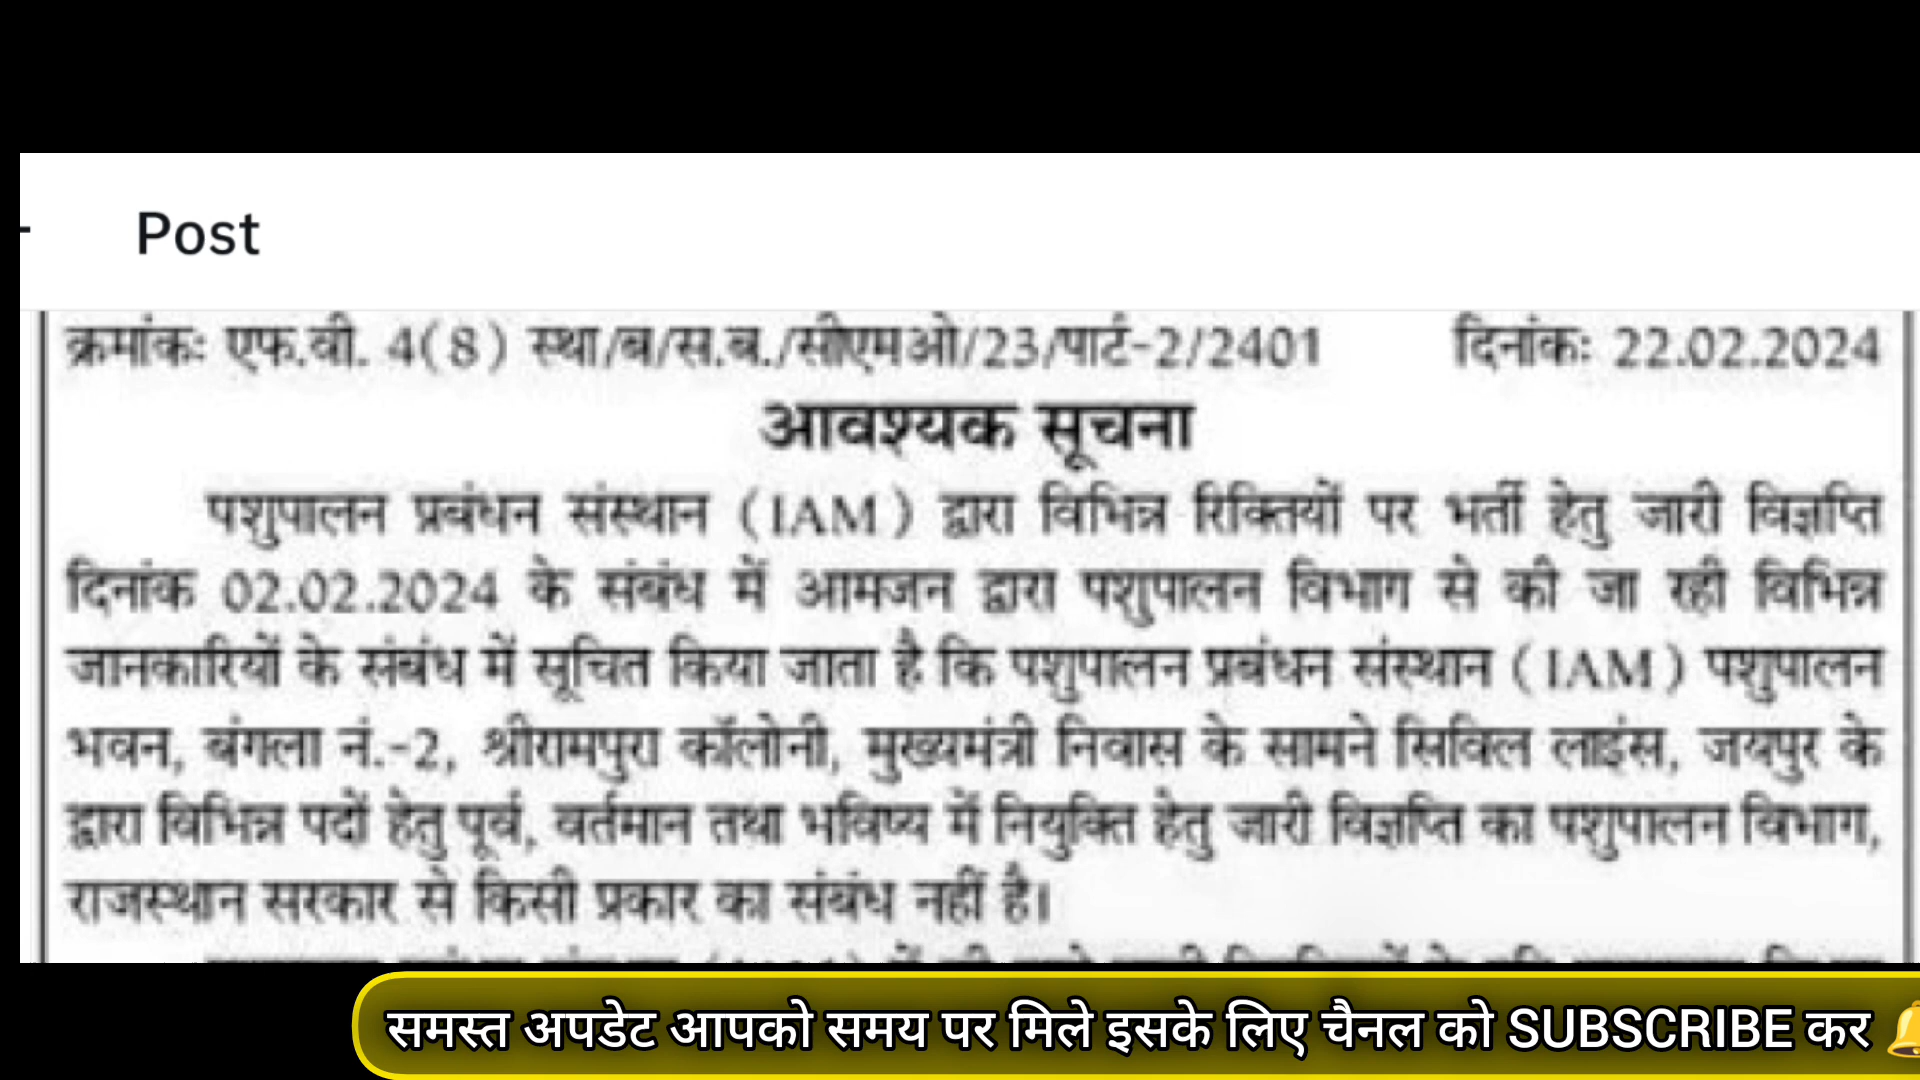 Post
क्रमांकः एफ.वी. 4(8) स्था/ब/स.ब./सीएमओ/23/पार्ट-2/2401 दिनांकः 22.02.2024
आवश्यक सूचना
पशुपालन प्रबंधन संस्थान (IAM) द्वारा विभिन्न रिक्तियों पर भर्ती हेतु जारी विज्ञप्ति
दिनांक 02.02.2024 के संबंध में आमजन द्वारा पशुपालन विभाग से की जा रही विभिन्न
जानकारियों के संबंध में सूचित किया जाता है कि पशुपालन प्रबंधन संस्थान (IAM) पशुपालन
भवन, बंगला नं.-2, श्रीरामपुरा कॉलोनी, मुख्यमंत्री निवास के सामने सिविल लाइंस, जयपुर के
द्वारा विभिन्न पदों हेतु पूर्व, वर्तमान तथा भविष्य में नियुक्ति हेतु जारी विज्ञप्ति का पशुपालन विभाग,
राजस्थान सरकार से किसी प्रकार का संबंध नहीं है।
समस्त अपडेट आपको समय पर मिले इसके लिए चैनल को SUBSCRIBE कर